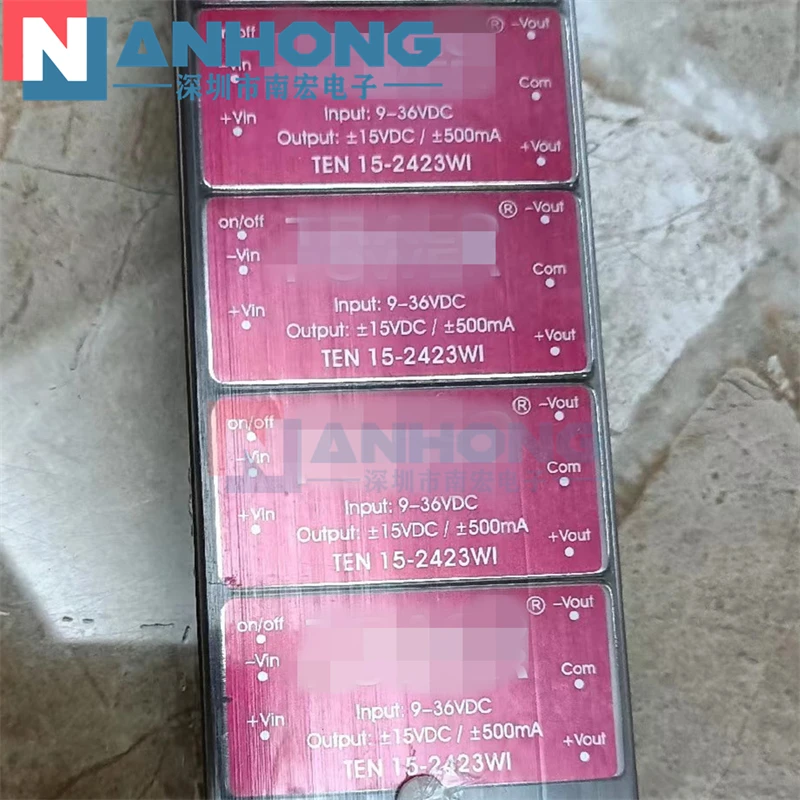 NANHONG
深圳市南宏电子
on/off
® -Vout
-Vin
Com
+Vin
Input: 9-36VDC
Output: ±15VDC / ±500mA
+Vout
TEN 15-2423WI
on/off
® -Vout
-Vin
Com
+Vin
Input: 9-36VDC
Output: ±15VDC / ±500mA
+Vout
TEN 15-2423WI
on/off
® -Vout
NANHONG
-Vin
Com
深圳市南宏电子
+Vin
Input: 9-36VDC
Output: ±15VDC / ±500mA
+Vout
TEN 15-2423WI
on/off
® -Vout
-Vin
Com
+Vin
Input: 9-36VDC
Output: ±15VDC / ±500mA
+Vout
TEN 15-2423WI